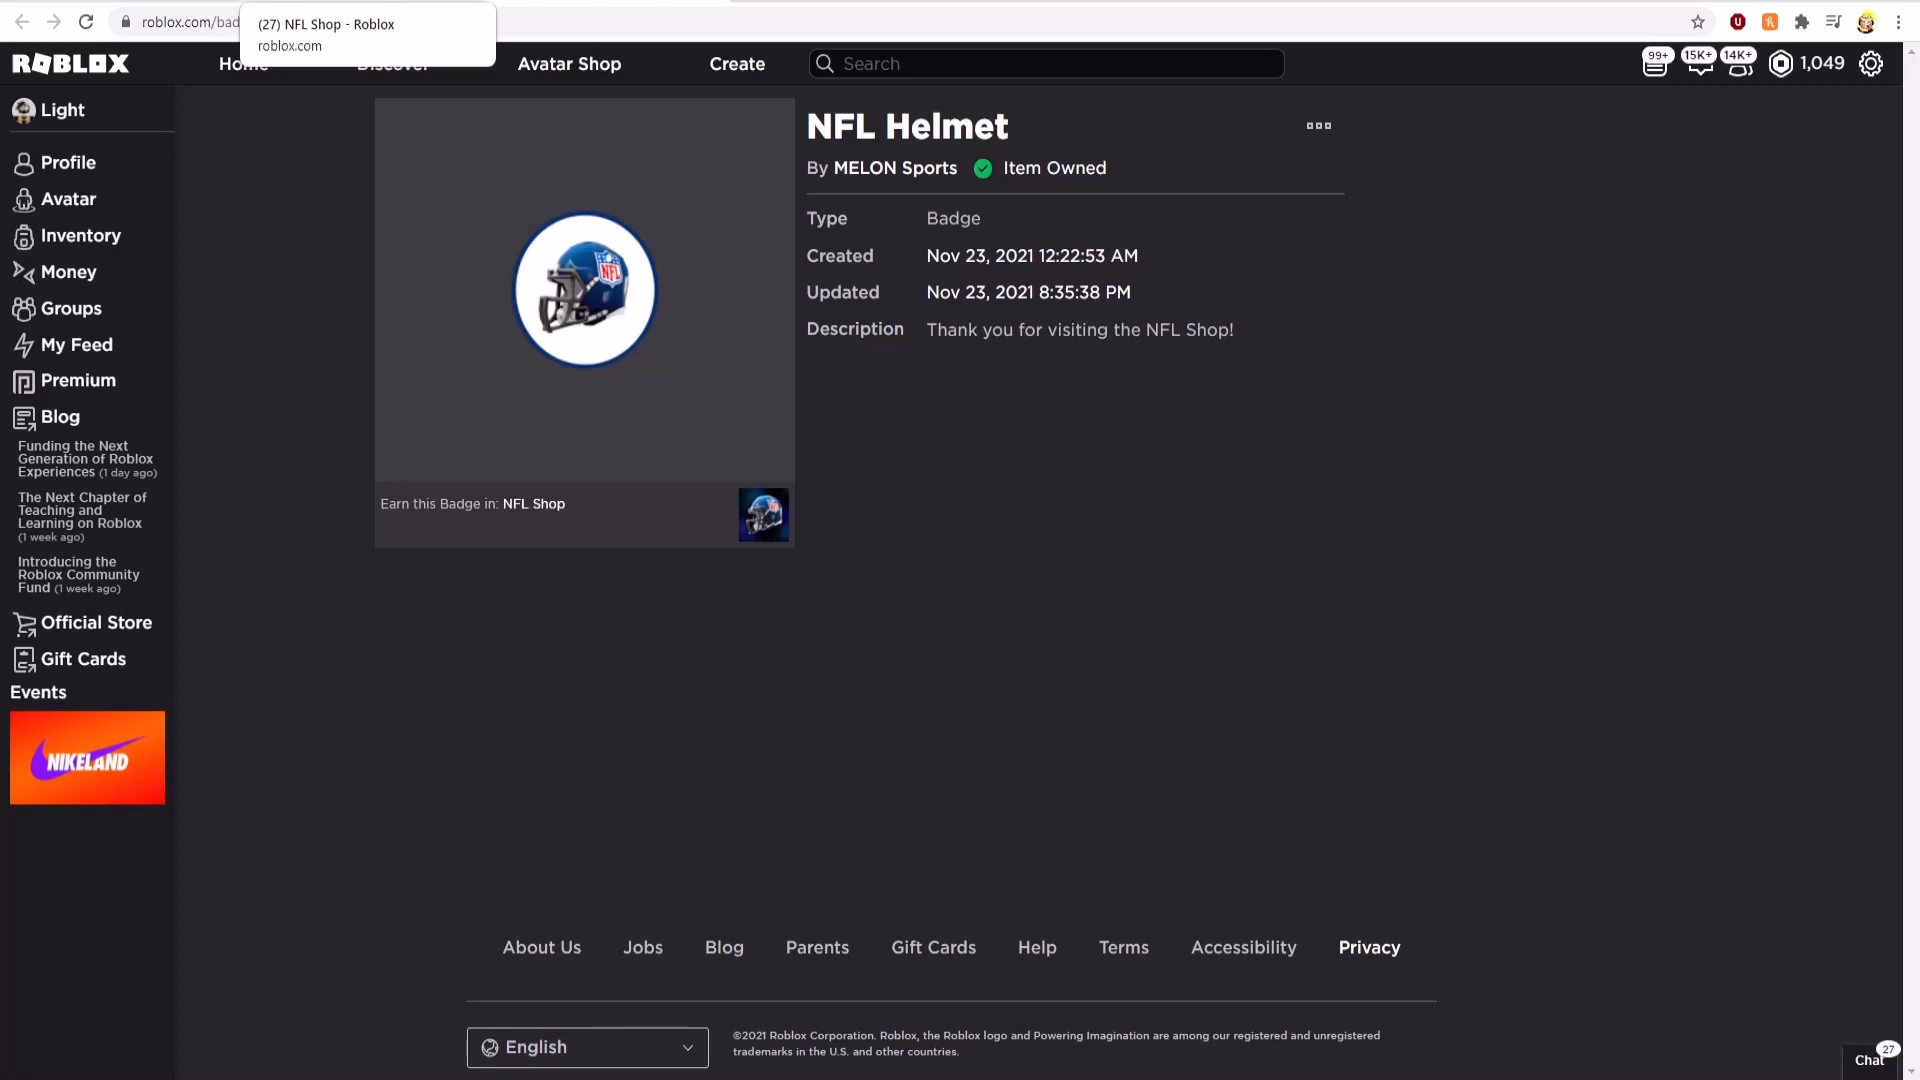 roblox.com/bad
(27) NFL Shop - Roblox
roblox.com
ROBLOX
Home
Discover
Avatar Shop
Create
Search
99+
15K+
14K+
1,049
Light
Profile
Avatar
Inventory
Money
Groups
My Feed
Premium
Blog
Funding the Next
Generation of Roblox
Experiences (1 day ago)
The Next Chapter of
Teaching and
Learning on Roblox
(1 week ago)
Introducing the
Roblox Community
Fund (1 week ago)
Official Store
Gift Cards
Events
NIKELAND
NFL
Earn this Badge in: NFL Shop
NFL Helmet
By MELON Sports Item Owned
Type Badge
Created Nov 23, 2021 12:22:53 AM
Updated Nov 23, 2021 8:35:38 PM
Description Thank you for visiting the NFL Shop!
About Us
Jobs
Blog
Parents
Gift Cards
Help
Terms
Accessibility
Privacy
English
©2021 Roblox Corporation. Roblox, the Roblox logo and Powering Imagination are among our registered and unregistered
trademarks in the U.S. and other countries.
Chat
27